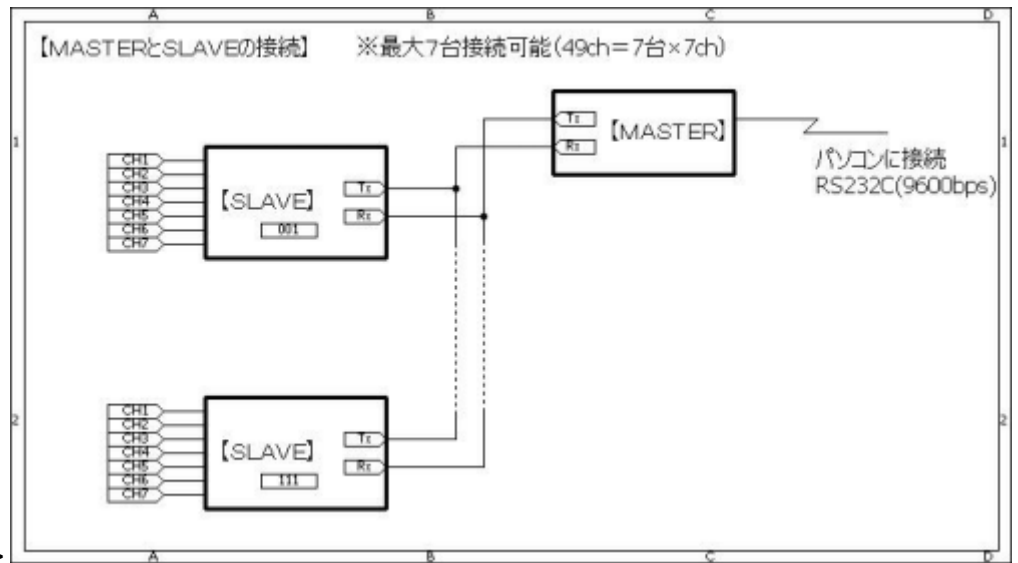 A B C D
【MASTERとSLAVEの接続】 ※最大7台接続可能(49ch=7台×7ch)
1 1
Tx
【MASTER】
Rx
パソコンに接続
RS232C(9600bps)
CH1
CH2
CH3
CH4
CH5
CH6
CH7
【SLAVE】
001
Tx
Rx
2 2
CH1
CH2
CH3
CH4
CH5
CH6
CH7
【SLAVE】
111
Tx
Rx
A B C D